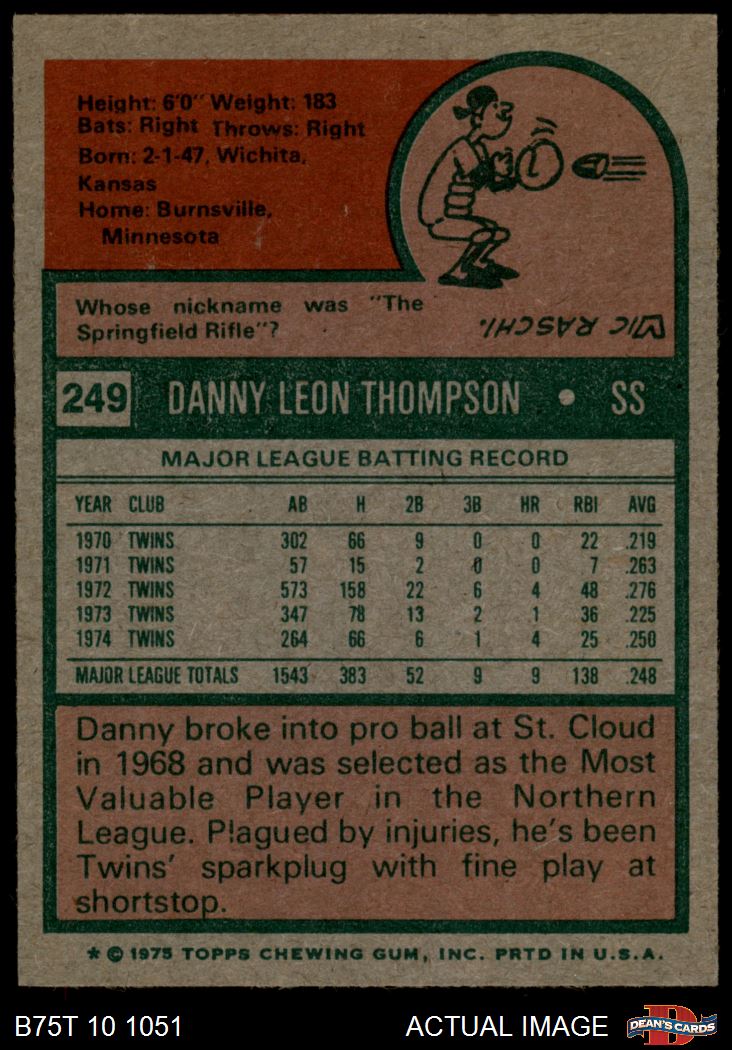 Height: 6'0" Weight: 183
Bats: Right Throws: Right
Born: 2-1-47, Wichita,
Kansas
Home: Burnsville,
Minnesota
Whose nickname was "The
Springfield Rifle"?
VIC RASCHI.
249 DANNY LEON THOMPSON • SS
MAJOR LEAGUE BATTING RECORD
YEAR CLUB AB H 2B 3B HR RBI AVG
1970 TWINS 302 66 9 0 0 22 .219
1971 TWINS 57 15 2 0 0 7 .263
1972 TWINS 573 158 22 6 4 48 .276
1973 TWINS 347 78 13 2 1 36 .225
1974 TWINS 264 66 6 1 4 25 .250
MAJOR LEAGUE TOTALS 1543 383 52 9 9 138 .248
Danny broke into pro ball at St. Cloud
in 1968 and was selected as the Most
Valuable Player in the Northern
League. Plagued by injuries, he's been
Twins' sparkplug with fine play at
shortstop.
* © 1975 TOPPS CHEWING GUM, INC. PRTD IN U.S.A.
B75T 10 1051 ACTUAL IMAGE DEAN'S CARDS